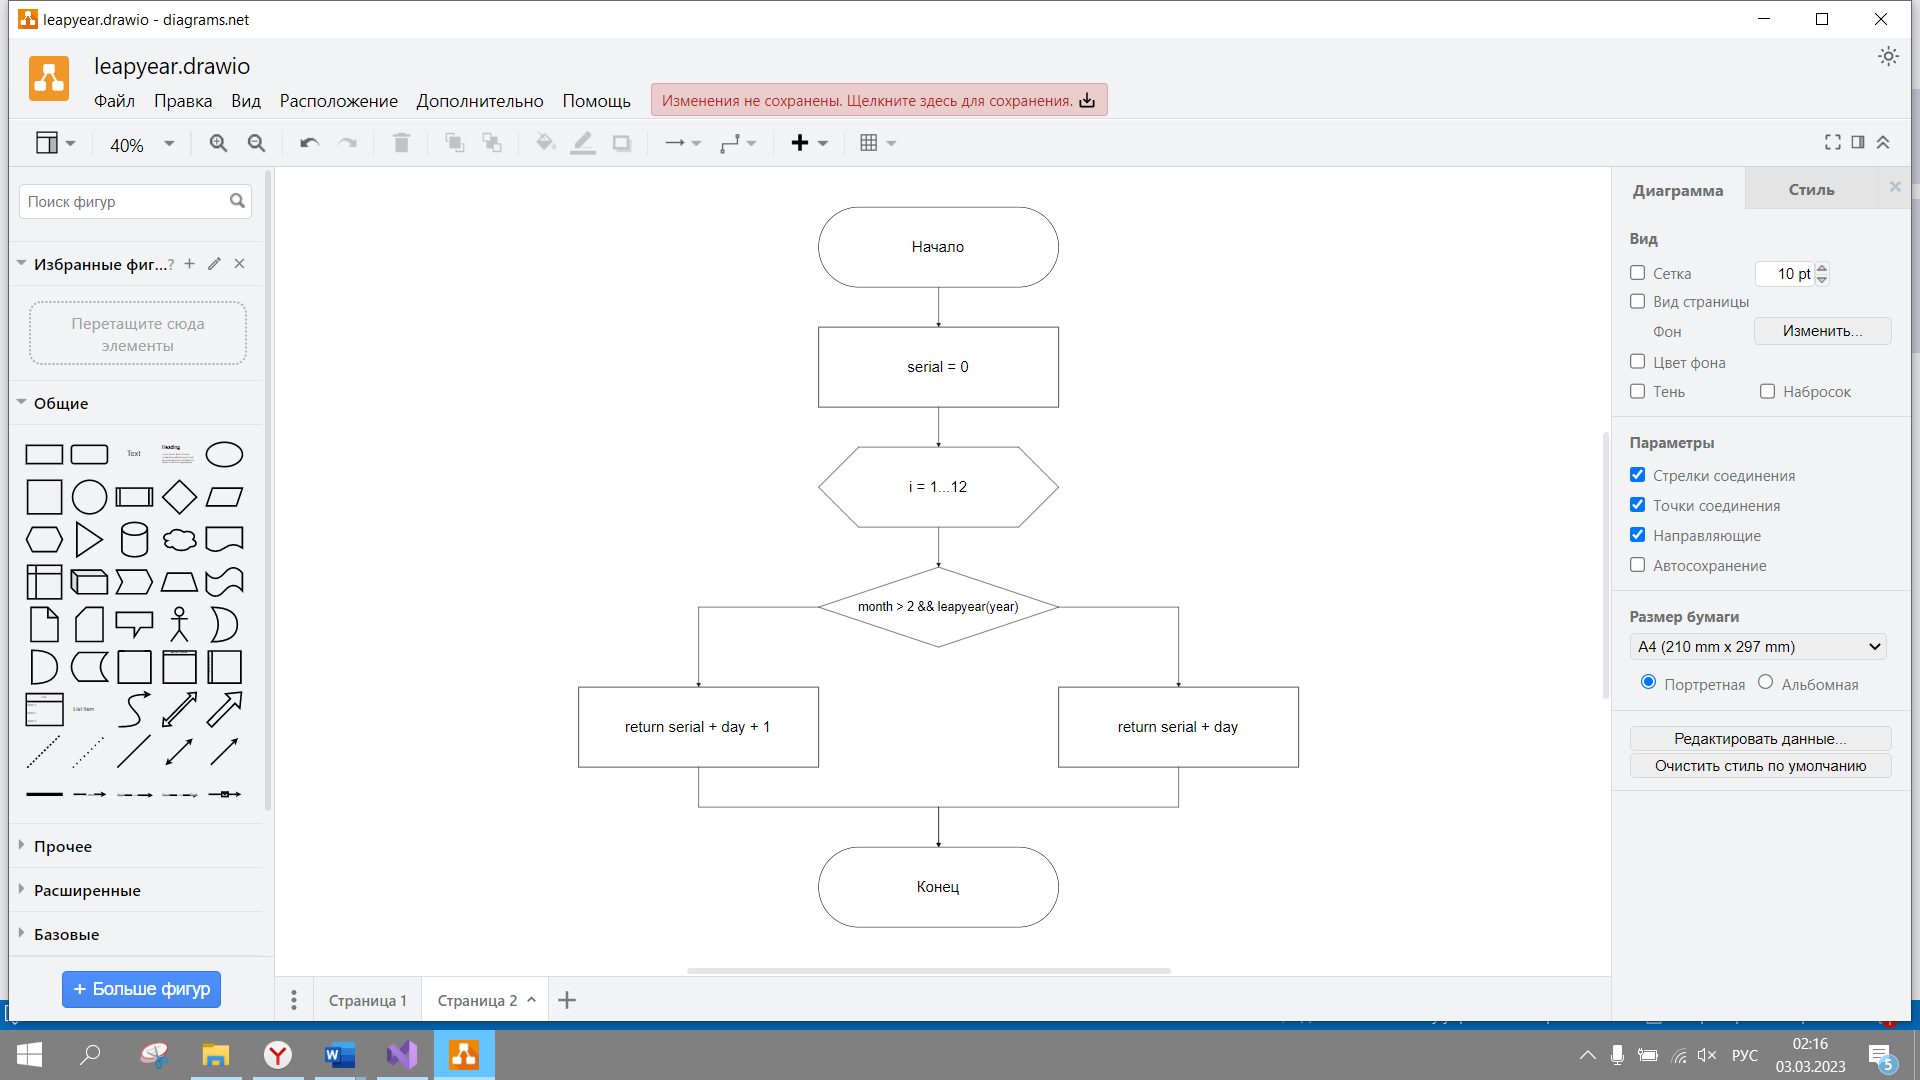 leapyear.drawio - diagrams.net
leapyear.drawio
Файл Правка Вид Расположение Дополнительно Помощь
Изменения не сохранены. Щелкните здесь для сохранения.
40%
Поиск фигур
Избранные фиг...?
Перетащите сюда
элементы
Общие
Text
Heading
List Item
Прочее
Расширенные
Базовые
+ Больше фигур
Начало
serial = 0
i = 1...12
month > 2 && leapyear(year)
return serial + day + 1
return serial + day
Конец
Страница 1
Страница 2
Диаграмма
Стиль
Вид
Сетка
10 pt
Вид страницы
Фон
Изменить...
Цвет фона
Тень
Набросок
Параметры
Стрелки соединения
Точки соединения
Направляющие
Автосохранение
Размер бумаги
A4 (210 mm x 297 mm)
Портретная
Альбомная
Редактировать данные...
Очистить стиль по умолчанию
РУС
02:16
03.03.2023
5